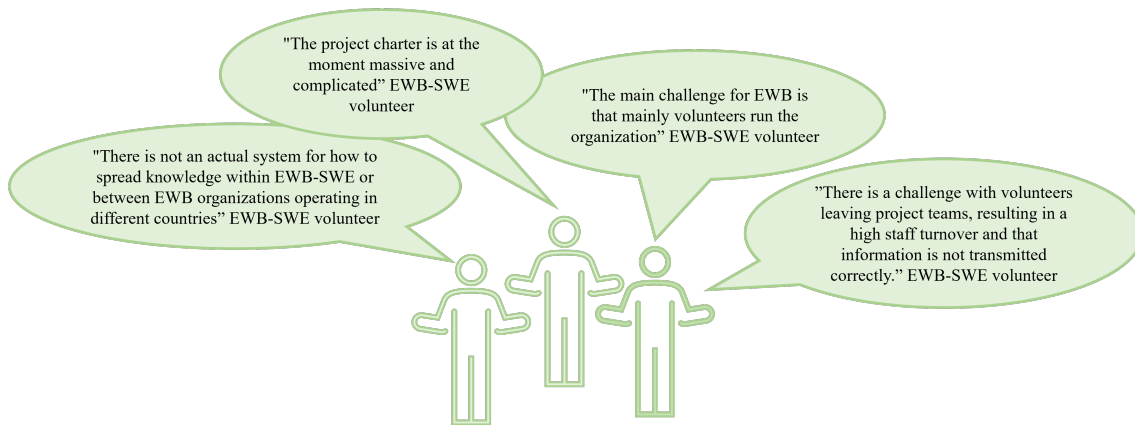 "The project charter is at the
moment massive and
complicated” EWB-SWE
volunteer
"The main challenge for EWB is
that mainly volunteers run the
organization” EWB-SWE volunteer
"There is not an actual system for how to
spread knowledge within EWB-SWE or
between EWB organizations operating in
different countries” EWB-SWE volunteer
”There is a challenge with volunteers
leaving project teams, resulting in a
high staff turnover and that
information is not transmitted
correctly.” EWB-SWE volunteer